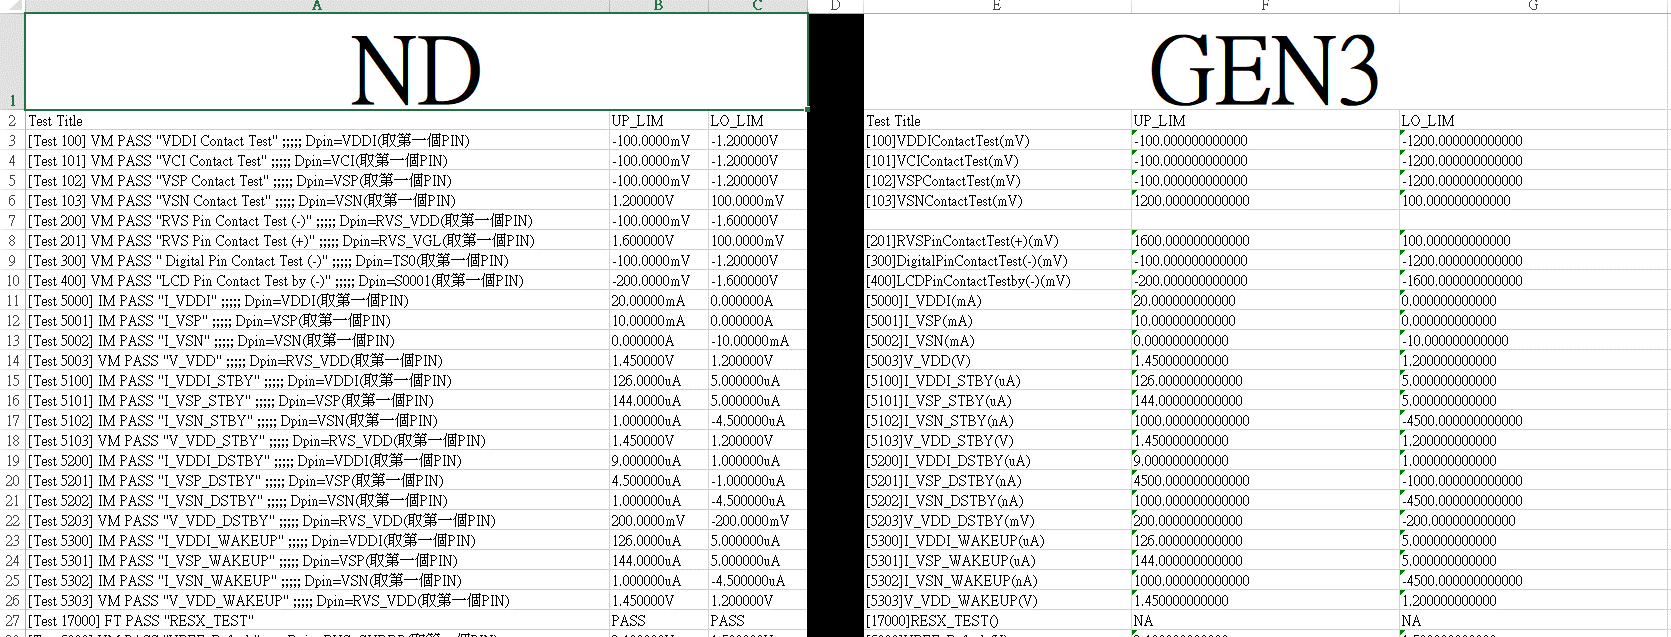 A B C D E F G
1 ND GEN3
2 Test Title UP_LIM LO_LIM Test Title UP_LIM LO_LIM
3 [Test 100] VM PASS "VDDI Contact Test" ;;;;; Dpin=VDDI(取第一個PIN) -100.0000mV -1.200000V [100]VDDIContactTest(mV) -100.000000000000 -1200.000000000000
4 [Test 101] VM PASS "VCI Contact Test" ;;;;; Dpin=VCI(取第一個PIN) -100.0000mV -1.200000V [101]VCIContactTest(mV) -100.000000000000 -1200.000000000000
5 [Test 102] VM PASS "VSP Contact Test" ;;;;; Dpin=VSP(取第一個PIN) -100.0000mV -1.200000V [102]VSPContactTest(mV) -100.000000000000 -1200.000000000000
6 [Test 103] VM PASS "VSN Contact Test" ;;;;; Dpin=VSN(取第一個PIN) 1.200000V 100.0000mV [103]VSNContactTest(mV) 1200.000000000000 100.000000000000
7 [Test 200] VM PASS "RVS Pin Contact Test (-)" ;;;;; Dpin=RVS_VDD(取第一個PIN) -100.0000mV -1.600000V
8 [Test 201] VM PASS "RVS Pin Contact Test (+)" ;;;;; Dpin=RVS_VGL(取第一個PIN) 1.600000V 100.0000mV [201]RVSPinContactTest(+)(mV) 1600.000000000000 100.000000000000
9 [Test 300] VM PASS " Digital Pin Contact Test (-)" ;;;;; Dpin=TS0(取第一個PIN) -100.0000mV -1.200000V [300]DigitalPinContactTest(-)(mV) -100.000000000000 -1200.000000000000
10 [Test 400] VM PASS "LCD Pin Contact Test by (-)" ;;;;; Dpin=S0001(取第一個PIN) -200.0000mV -1.600000V [400]LCDPinContactTestby(-)(mV) -200.000000000000 -1600.000000000000
11 [Test 5000] IM PASS "I_VDDI" ;;;;; Dpin=VDDI(取第一個PIN) 20.00000mA 0.000000A [5000]I_VDDI(mA) 20.000000000000 0.000000000000
12 [Test 5001] IM PASS "I_VSP" ;;;;; Dpin=VSP(取第一個PIN) 10.00000mA 0.000000A [5001]I_VSP(mA) 10.000000000000 0.000000000000
13 [Test 5002] IM PASS "I_VSN" ;;;;; Dpin=VSN(取第一個PIN) 0.000000A -10.00000mA [5002]I_VSN(mA) 0.000000000000 -10.000000000000
14 [Test 5003] VM PASS "V_VDD" ;;;;; Dpin=RVS_VDD(取第一個PIN) 1.450000V 1.200000V [5003]V_VDD(V) 1.450000000000 1.200000000000
15 [Test 5100] IM PASS "I_VDDI_STBY" ;;;;; Dpin=VDDI(取第一個PIN) 126.0000uA 5.000000uA [5100]I_VDDI_STBY(uA) 126.000000000000 5.000000000000
16 [Test 5101] IM PASS "I_VSP_STBY" ;;;;; Dpin=VSP(取第一個PIN) 144.0000uA 5.000000uA [5101]I_VSP_STBY(uA) 144.000000000000 5.000000000000
17 [Test 5102] IM PASS "I_VSN_STBY" ;;;;; Dpin=VSN(取第一個PIN) 1.000000uA -4.500000uA [5102]I_VSN_STBY(nA) 1000.000000000000 -4500.000000000000
18 [Test 5103] VM PASS "V_VDD_STBY" ;;;;; Dpin=RVS_VDD(取第一個PIN) 1.450000V 1.200000V [5103]V_VDD_STBY(V) 1.450000000000 1.200000000000
19 [Test 5200] IM PASS "I_VDDI_DSTBY" ;;;;; Dpin=VDDI(取第一個PIN) 9.000000uA 1.000000uA [5200]I_VDDI_DSTBY(uA) 9.000000000000 1.000000000000
20 [Test 5201] IM PASS "I_VSP_DSTBY" ;;;;; Dpin=VSP(取第一個PIN) 4.500000uA -1.000000uA [5201]I_VSP_DSTBY(nA) 4500.000000000000 -1000.000000000000
21 [Test 5202] IM PASS "I_VSN_DSTBY" ;;;;; Dpin=VSN(取第一個PIN) 1.000000uA -4.500000uA [5202]I_VSN_DSTBY(nA) 1000.000000000000 -4500.000000000000
22 [Test 5203] VM PASS "V_VDD_DSTBY" ;;;;; Dpin=RVS_VDD(取第一個PIN) 200.0000mV -200.0000mV [5203]V_VDD_DSTBY(mV) 200.000000000000 -200.000000000000
23 [Test 5300] IM PASS "I_VDDI_WAKEUP" ;;;;; Dpin=VDDI(取第一個PIN) 126.0000uA 5.000000uA [5300]I_VDDI_WAKEUP(uA) 126.000000000000 5.000000000000
24 [Test 5301] IM PASS "I_VSP_WAKEUP" ;;;;; Dpin=VSP(取第一個PIN) 144.0000uA 5.000000uA [5301]I_VSP_WAKEUP(uA) 144.000000000000 5.000000000000
25 [Test 5302] IM PASS "I_VSN_WAKEUP" ;;;;; Dpin=VSN(取第一個PIN) 1.000000uA -4.500000uA [5302]I_VSN_WAKEUP(nA) 1000.000000000000 -4500.000000000000
26 [Test 5303] VM PASS "V_VDD_WAKEUP" ;;;;; Dpin=RVS_VDD(取第一個PIN) 1.450000V 1.200000V [5303]V_VDD_WAKEUP(V) 1.450000000000 1.200000000000
27 [Test 17000] FT PASS "RESX_TEST" PASS PASS [17000]RESX_TEST() NA NA